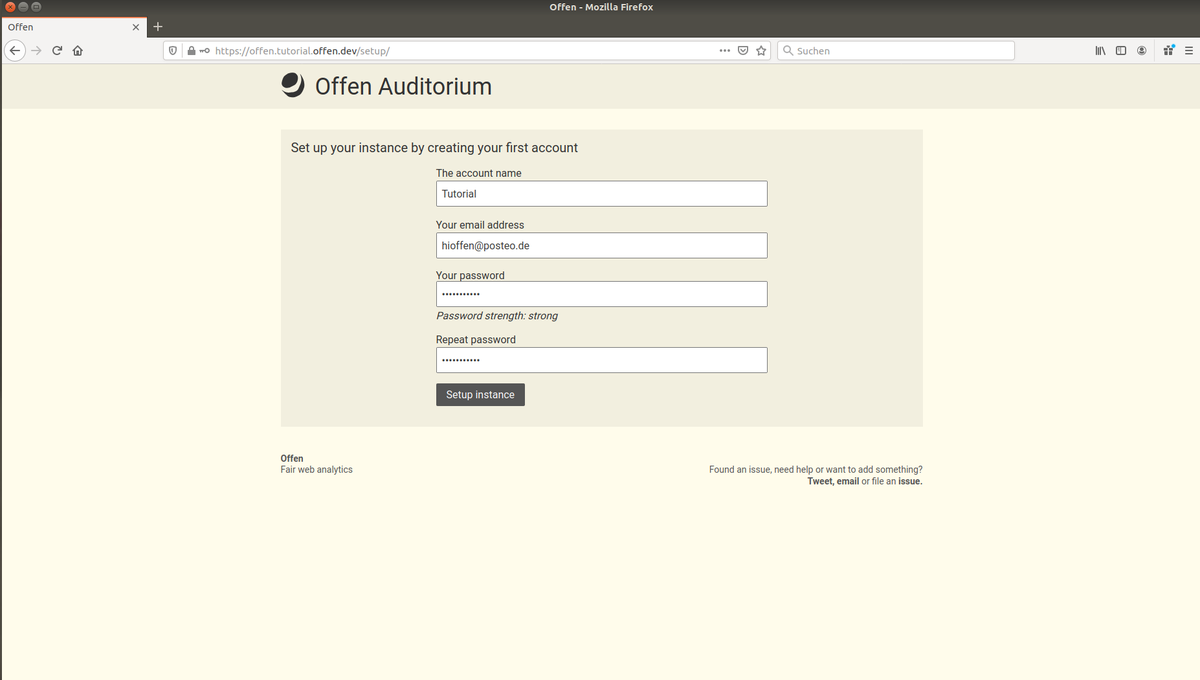 Offen - Mozilla Firefox
Offen
https://offen.tutorial.offen.dev/setup/
Suchen
Offen Auditorium
Set up your instance by creating your first account
The account name
Tutorial
Your email address
hioffen@posteo.de
Your password
•••••••••••
Password strength: strong
Repeat password
•••••••••••
Setup instance
Offen
Fair web analytics
Found an issue, need help or want to add something?
Tweet, email or file an issue.